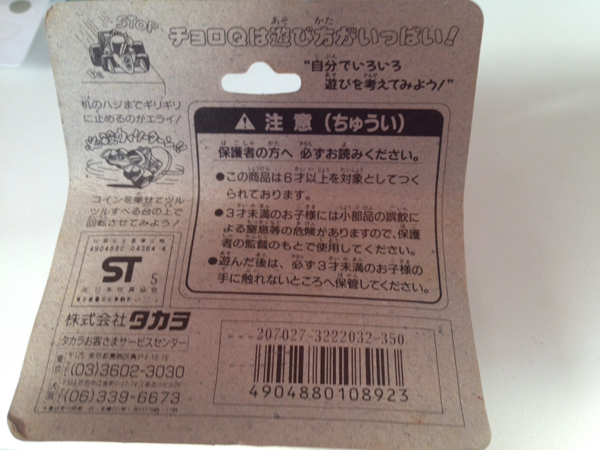 STOP
チョロQは遊び方がいっぱい!
“自分でいろいろ
遊びを考えてみよう!”
机のハジまでギリギリ
に止めるのがエライ!
コインを乗せてツル
ツルすべる台の上で
回転させてみよう!
注意(ちゅうい)
保護者の方へ 必ずお読みください。
●この商品は6才以上を対象としてつく
られております。
●3才未満のお子様には小部品の誤飲に
よる窒息等の危険がありますので、保護
者の監督のもとで使用してください。
●遊んだ後は、必ず3才未満のお子様の
手に触れないところへ保管してください。
ST
5
株式会社 タカラ
タカラお客さまサービスセンター
(03)3602-3030
(06)339-6673
207027-3222032-350
4904880108923